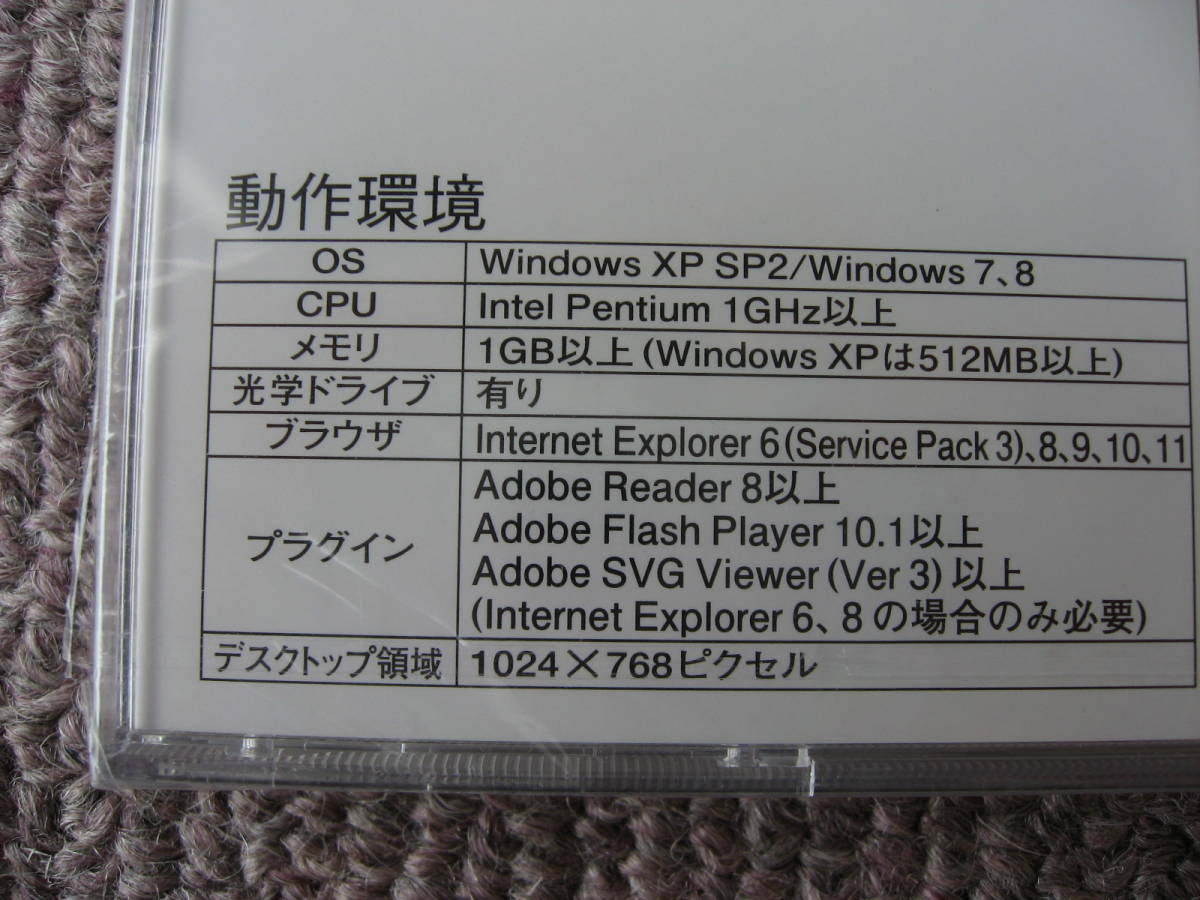 動作環境
OS Windows XP SP2/Windows 7、8
CPU Intel Pentium 1GHz以上
メモリ 1GB以上(Windows XPは512MB以上)
光学ドライブ 有り
ブラウザ Internet Explorer 6(Service Pack 3)、8、9、10、11
プラグイン Adobe Reader 8以上
Adobe Flash Player 10.1以上
Adobe SVG Viewer (Ver 3) 以上
(Internet Explorer 6、8 の場合のみ必要)
デスクトップ領域 1024×768ピクセル